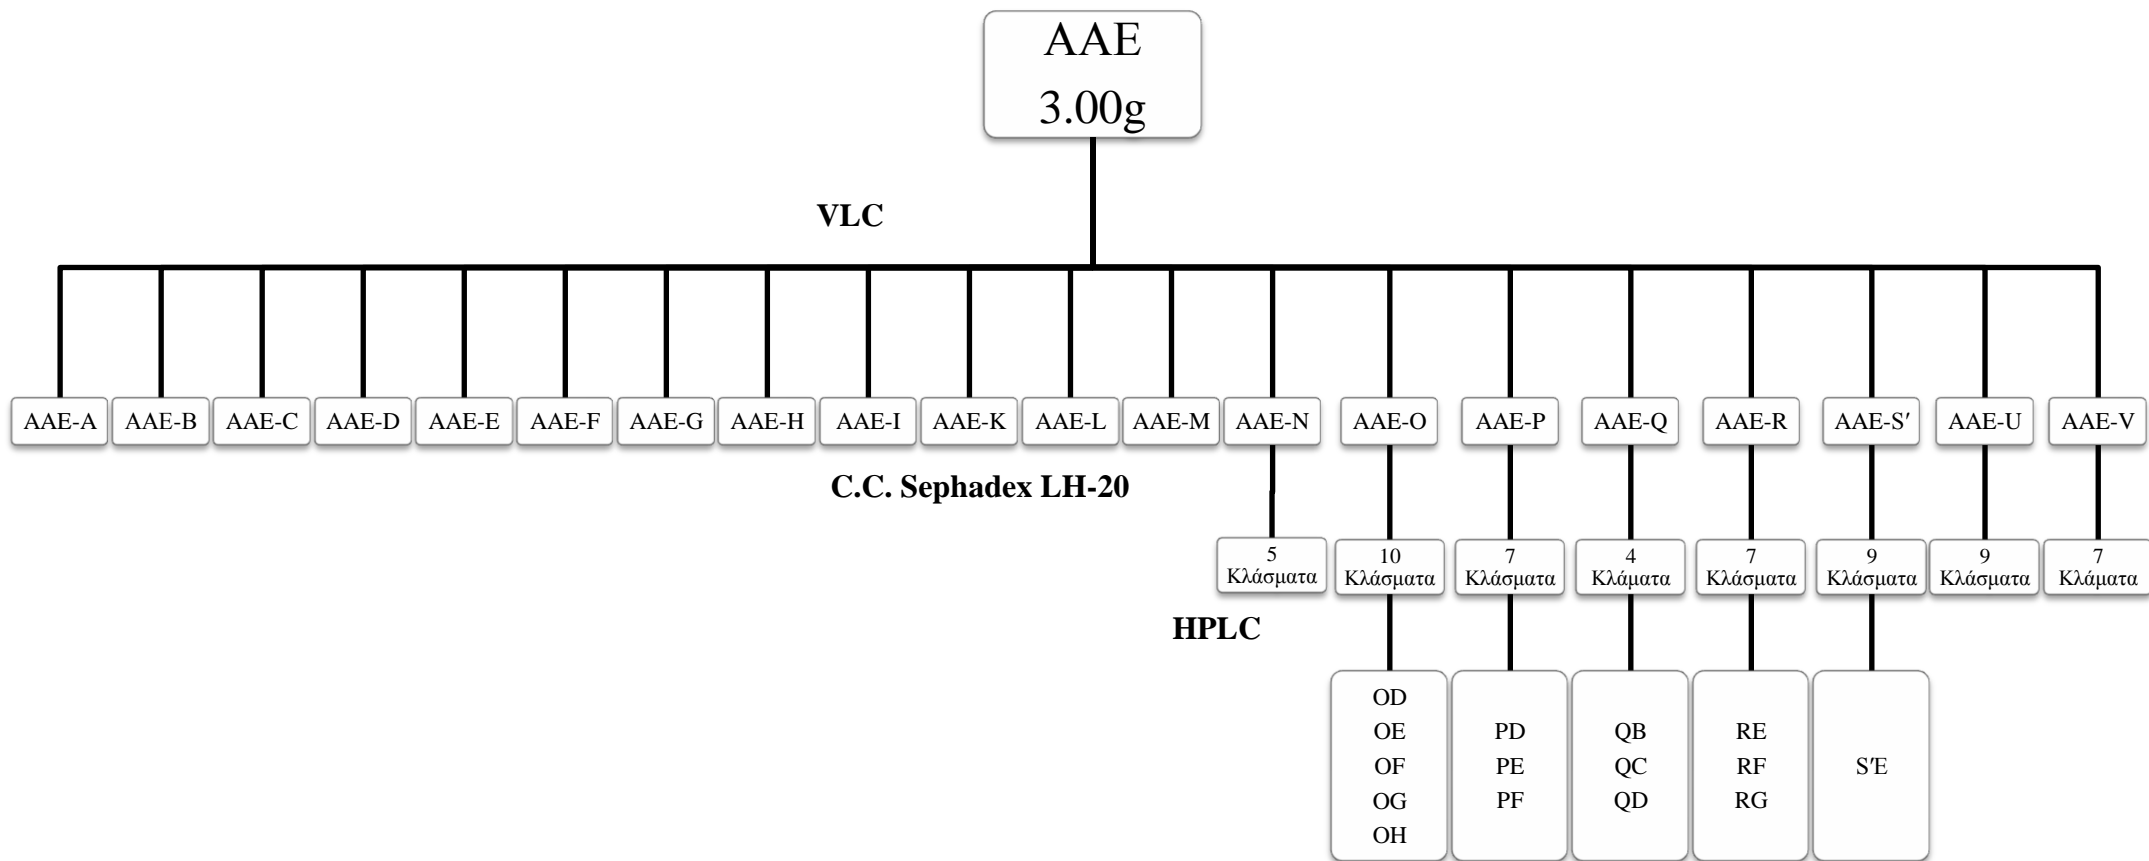 AAE
3.00g
VLC
AAE-A AAE-B AAE-C AAE-D AAE-E AAE-F AAE-G AAE-H AAE-I AAE-K AAE-L AAE-M AAE-N AAE-O AAE-P AAE-Q AAE-R AAE-S′ AAE-U AAE-V
C.C. Sephadex LH-20
5
Κλάσματα
10
Κλάσματα
7
Κλάσματα
4
Κλάματα
7
Κλάσματα
9
Κλάσματα
9
Κλάσματα
7
Κλάματα
HPLC
OD
OE
OF
OG
OH
PD
PE
PF
QB
QC
QD
RE
RF
RG
S′E